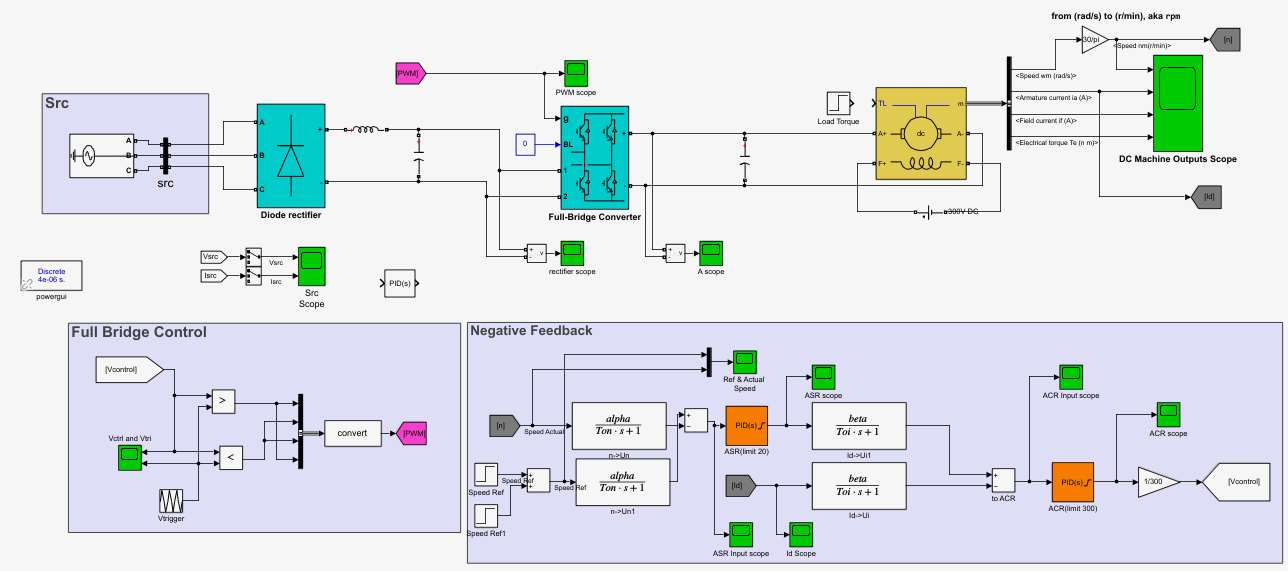 from (rad/s) to (r/min), aka rpm
30/pi
<Speed nm(r/min)>
[n]
[PWM]
PWM scope
<Speed wm (rad/s)>
<Armature current ia (A)>
<Field current if (A)>
<Electrical torque Te (n m)>
DC Machine Outputs Scope
Load Torque
TL
m
dc
A+
A-
F+
F-
300V DC
[Id]
Src
A
B
C
src
A
B
C
+
-
Diode rectifier
0
g
BL
1
2
+
-
Full-Bridge Converter
+
-
v
rectifier scope
+
-
v
A scope
Discrete
4e-06 s.
powergui
Vsrc
Isrc
Vsrc
Isrc
Src
Scope
PID(s)
Full Bridge Control
[Vcontrol]
>
<
Vctrl and Vtri
Vtrigger
convert
[PWM]
Negative Feedback
Ref & Actual
Speed
[n]
Speed Actual
alpha
Ton · s + 1
n->Un
Speed Ref
Speed Ref
+
+
Speed Ref
Speed Ref1
alpha
Ton · s + 1
n->Un1
+
−
PID(s)
ASR(limit 20)
ASR scope
ASR Input scope
beta
Toi · s + 1
Id->Ui1
[Id]
Id Scope
beta
Toi · s + 1
Id->Ui
+
−
to ACR
ACR Input scope
PID(s)
ACR(limit 300)
ACR scope
1/300
[Vcontrol]